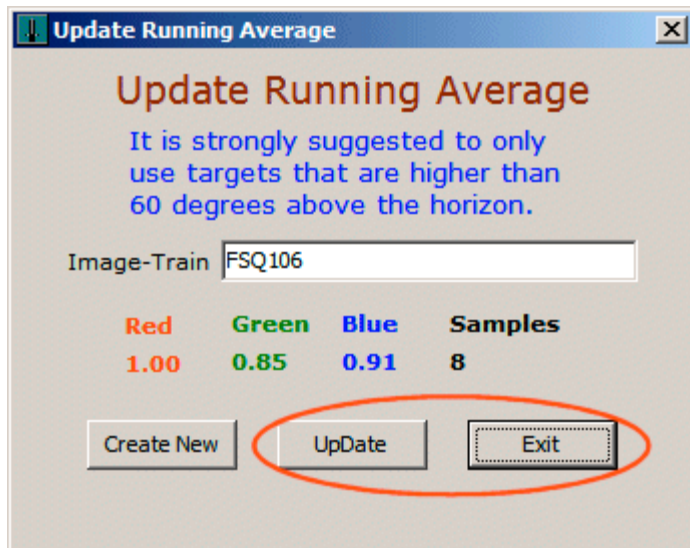 Update Running Average
Update Running Average
It is strongly suggested to only
use targets that are higher than
60 degrees above the horizon.
Image-Train FSQ106
Red Green Blue Samples
1.00 0.85 0.91 8
Create New UpDate Exit